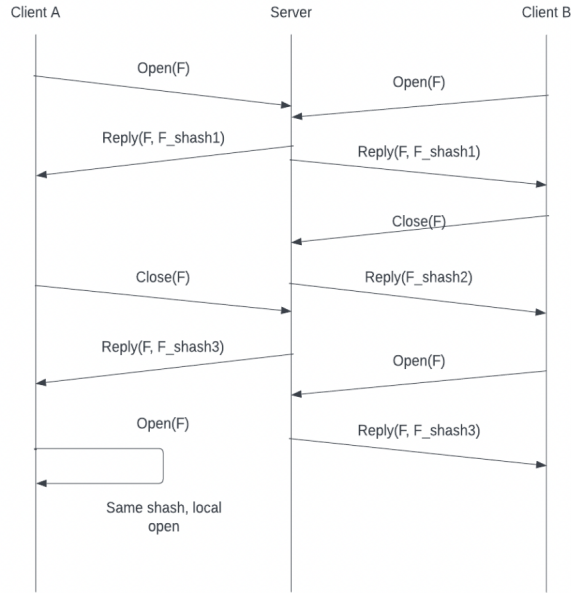 Client A
Server
Client B
Open(F)
Open(F)
Reply(F, F_shash1)
Reply(F, F_shash1)
Close(F)
Close(F)
Reply(F_shash2)
Reply(F, F_shash3)
Open(F)
Open(F)
Reply(F, F_shash3)
Same shash, local
open